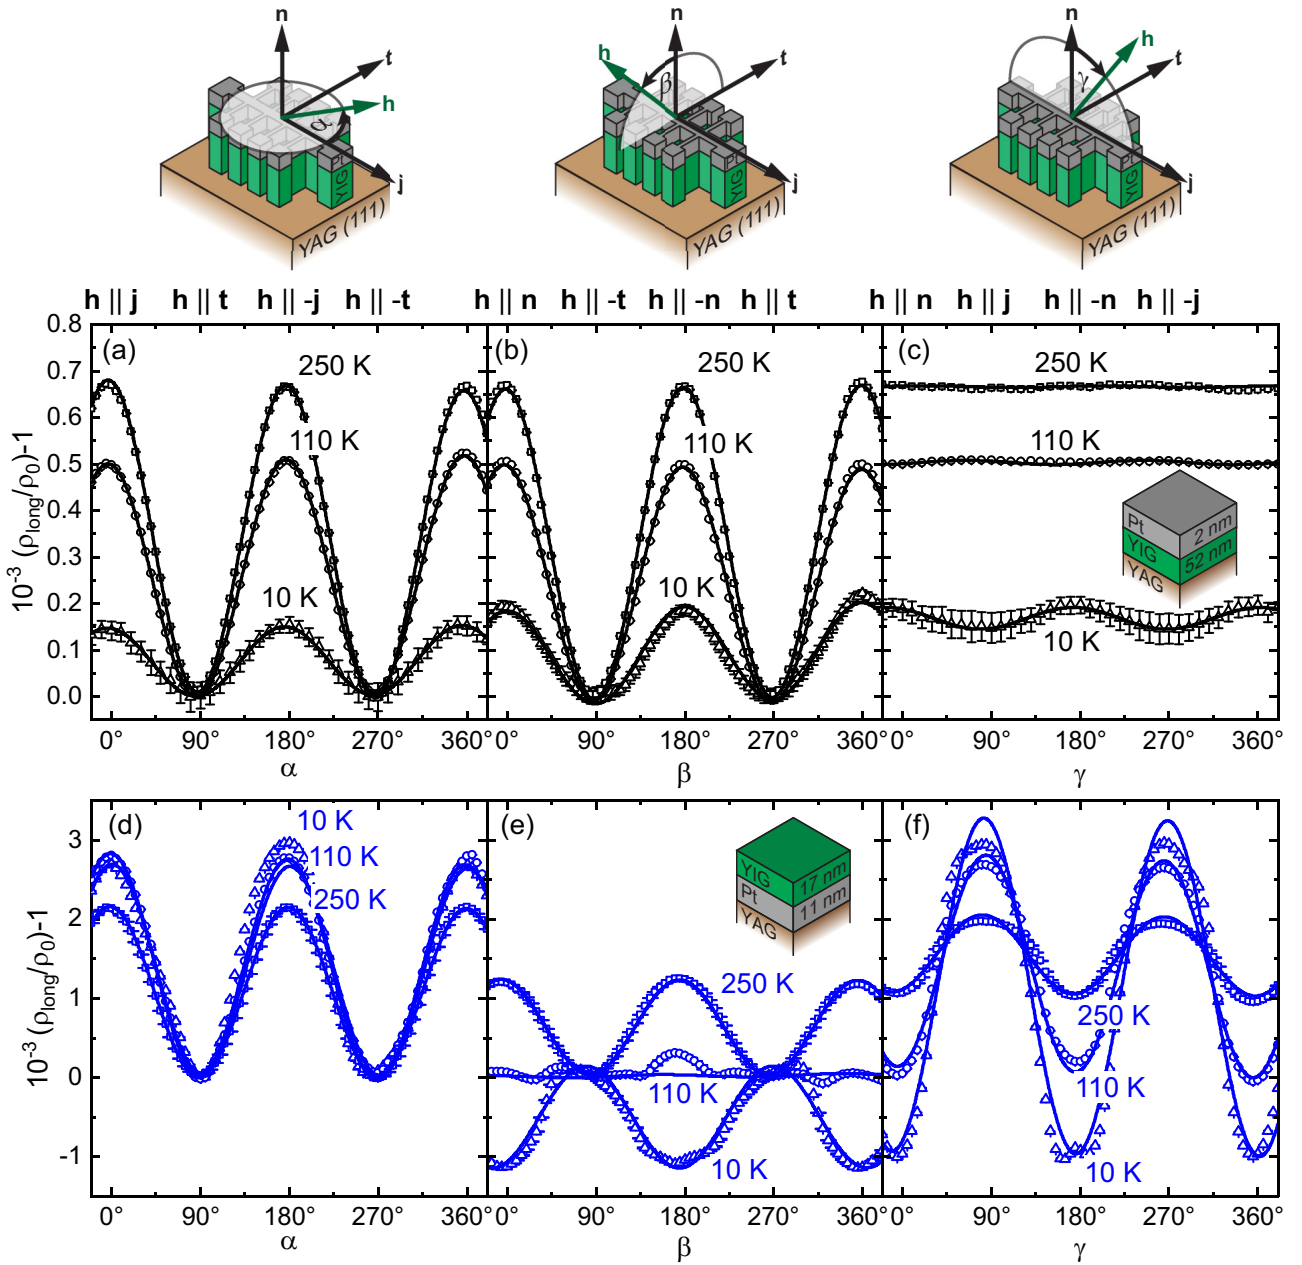 n
t
h
α
j
YIG
YAG (111)
n
h
β
t
j
YIG
YAG (111)
n
h
γ
t
j
YIG
YAG (111)
h || j h || t h || -j h || -t
h || n h || -t h || -n h || t
h || n h || j h || -n h || -j
10⁻³ (ρlong/ρ0)-1
0.8
0.7
0.6
0.5
0.4
0.3
0.2
0.1
0.0
(a)
250 K
110 K
10 K
0° 90° 180° 270° 360°
α
(b)
250 K
110 K
10 K
0° 90° 180° 270° 360°
β
(c)
250 K
110 K
Pt 2 nm
YIG 52 nm
YAG
10 K
0° 90° 180° 270° 360°
γ
10⁻³ (ρlong/ρ0)-1
3
2
1
0
-1
(d)
10 K
110 K
250 K
0° 90° 180° 270° 360°
α
(e)
YIG 17 nm
Pt 11 nm
YAG
250 K
110 K
10 K
0° 90° 180° 270° 360°
β
(f)
250 K
110 K
10 K
0° 90° 180° 270° 360°
γ